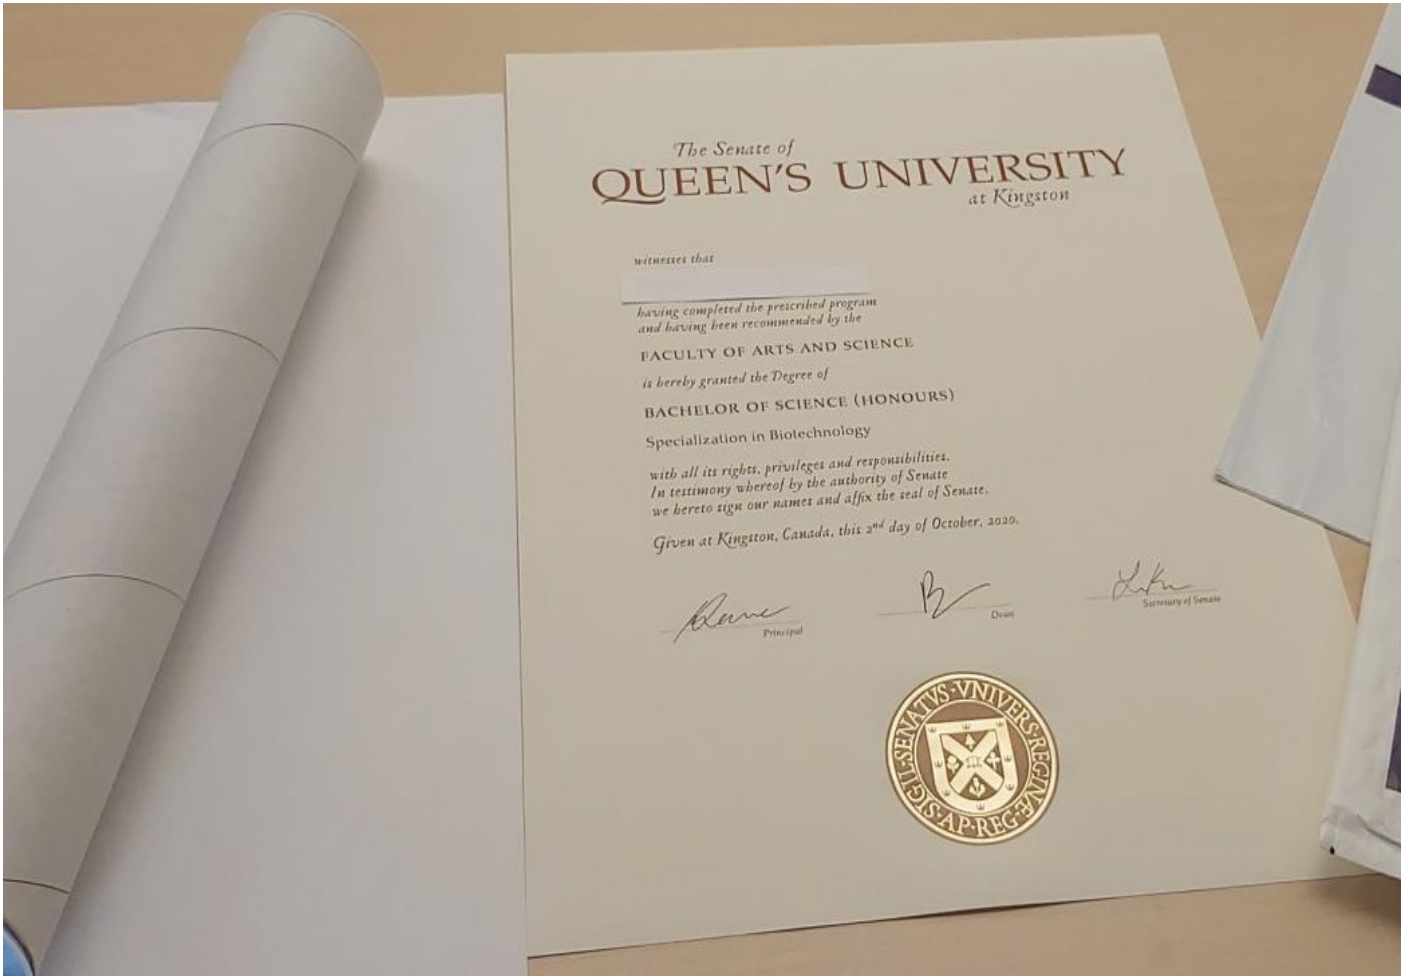 The Senate of
QUEEN'S UNIVERSITY
at Kingston
witnesses that
having completed the prescribed program
and having been recommended by the
FACULTY OF ARTS AND SCIENCE
is hereby granted the Degree of
BACHELOR OF SCIENCE (HONOURS)
Specialization in Biotechnology
with all its rights, privileges and responsibilities.
In testimony whereof by the authority of Senate
we hereto sign our names and affix the seal of Senate.
Given at Kingston, Canada, this 2nd day of October, 2020.
Principal
Dean
Secretary of Senate
SIGIL·SENATVS·VNIVERS·REGINÆ·AP·REG·